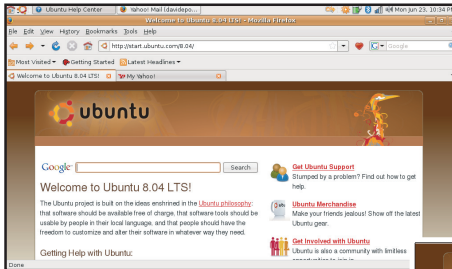 Ubuntu Help Center
Yahoo! Mail (davidepo...
Mon Jun 23, 10:34 P
Welcome to Ubuntu 8.04 LTS! - Mozilla Firefox
File Edit View History Bookmarks Tools Help
http://start.ubuntu.com/8.04/
Google
Most Visited
Getting Started
Latest Headlines
Welcome to Ubuntu 8.04 LTS!
My Yahoo!
ubuntu
Google
Search
Welcome to Ubuntu 8.04 LTS!
The Ubuntu project is built on the ideas enshrined in the Ubuntu philosophy:
that software should be available free of charge, that software tools should be
usable by people in their local language, and that people should have the
freedom to customize and alter their software in whatever way they need.
Getting Help with Ubuntu:
Get Ubuntu Support
Stumped by a problem? Find out how to get
help.
Ubuntu Merchandise
Make your friends jealous! Show off the latest
Ubuntu gear.
Get Involved with Ubuntu
Ubuntu is also a community with limitless
opportunities to join in
Done